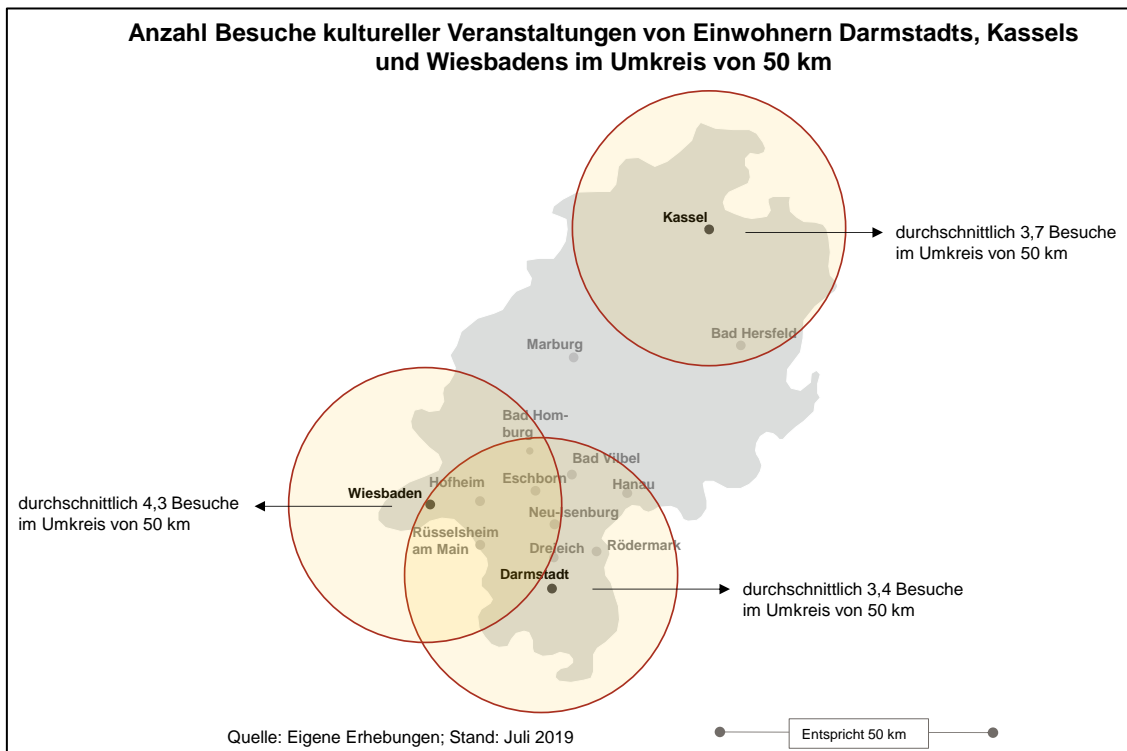 Anzahl Besuche kultureller Veranstaltungen von Einwohnern Darmstadts, Kassels
und Wiesbadens im Umkreis von 50 km
Kassel
durchschnittlich 3,7 Besuche
im Umkreis von 50 km
Bad Hersfeld
Marburg
Bad Hom-
burg
Bad Vilbel
Eschborn
Hofheim
Hanau
Wiesbaden
durchschnittlich 4,3 Besuche
im Umkreis von 50 km
Neu-Isenburg
Rüsselsheim
am Main
Dreieich
Rödermark
Darmstadt
durchschnittlich 3,4 Besuche
im Umkreis von 50 km
Quelle: Eigene Erhebungen; Stand: Juli 2019
Entspricht 50 km